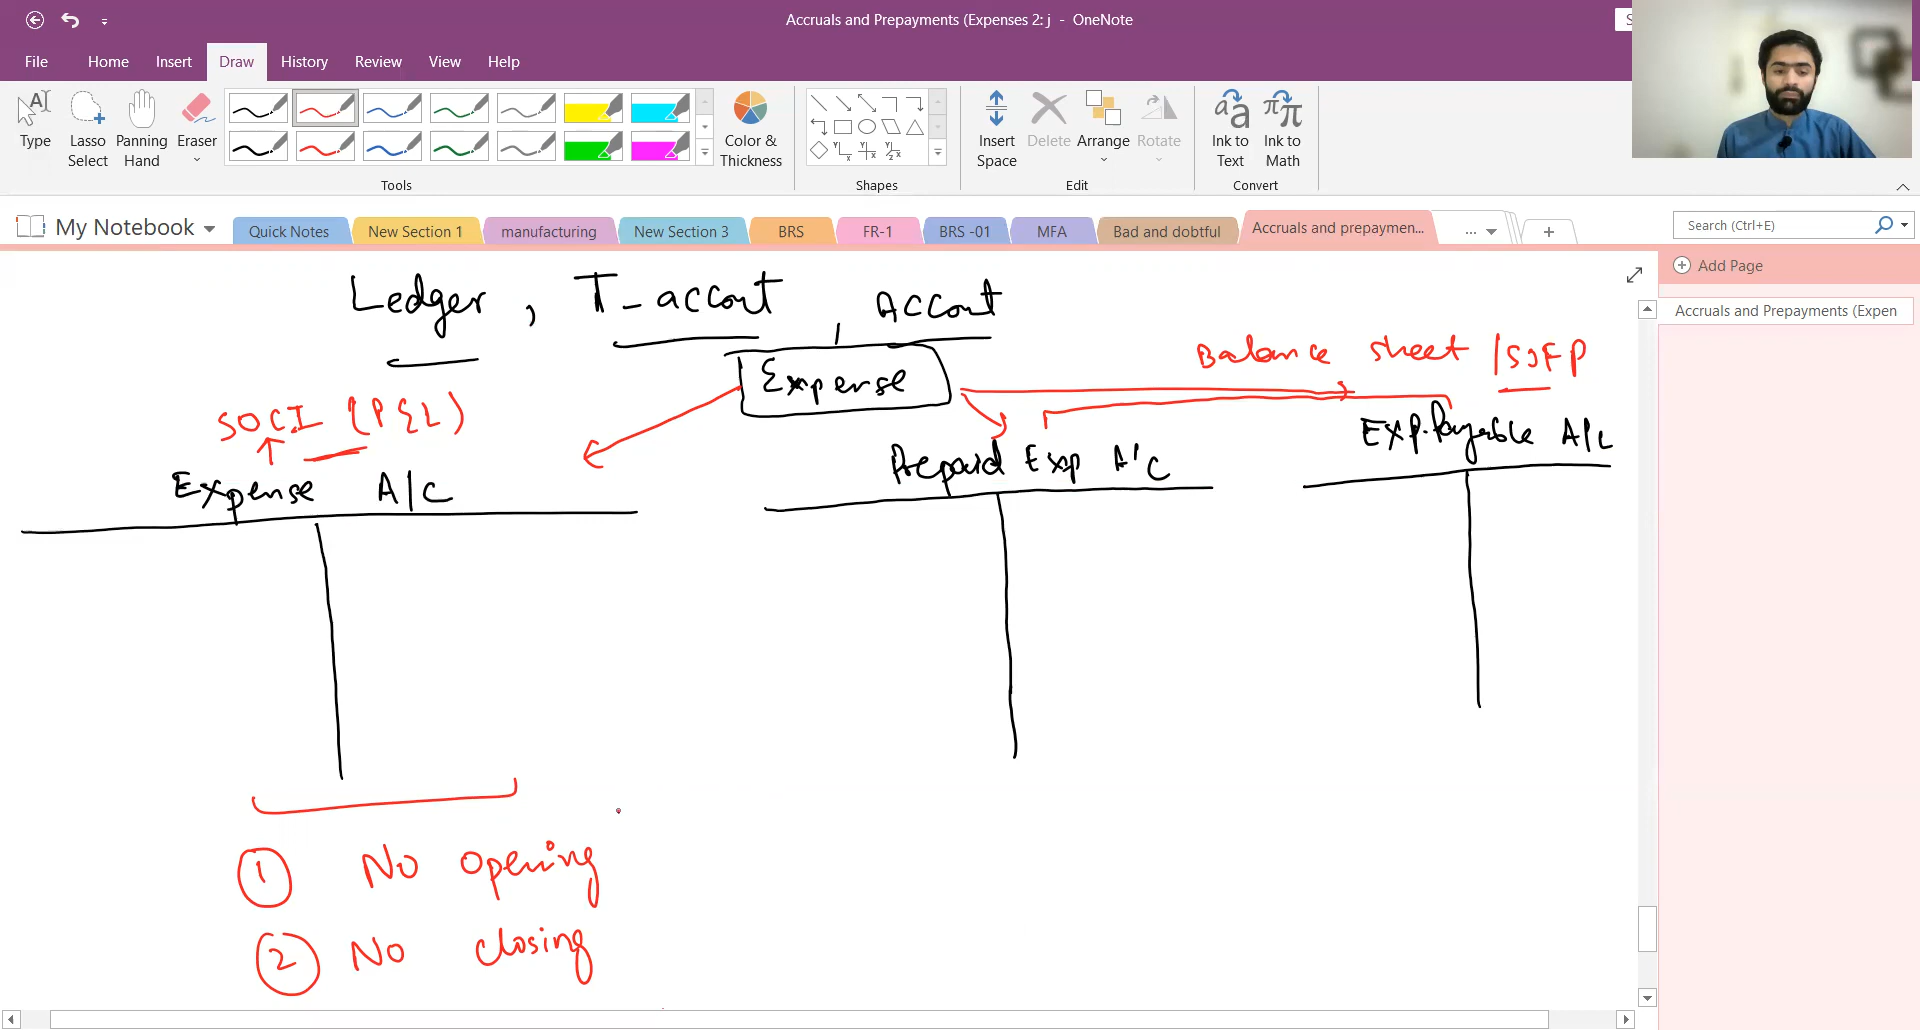 Accruals and Prepayments (Expenses 2: j - OneNote
File Home Insert Draw History Review View Help
Type
Lasso Select
Panning Hand
Eraser
Color & Thickness
Insert Space
Delete
Arrange
Rotate
Ink to Text
Ink to Math
Tools Shapes Edit Convert
My Notebook Quick Notes New Section 1 manufacturing New Section 3 BRS FR-1 BRS -01 MFA Bad and doubtful Accruals and prepaymen... ... Search (Ctrl+E)
Add Page
Accruals and Prepayments (Expen
Ledger , T-accout , Accout
Balance sheet /SOFP
Expense
SOCI (P&L)
Exp. Payable A/C
Prepaid Exp A/C
Expense A/C
1 No opening
2 No closing